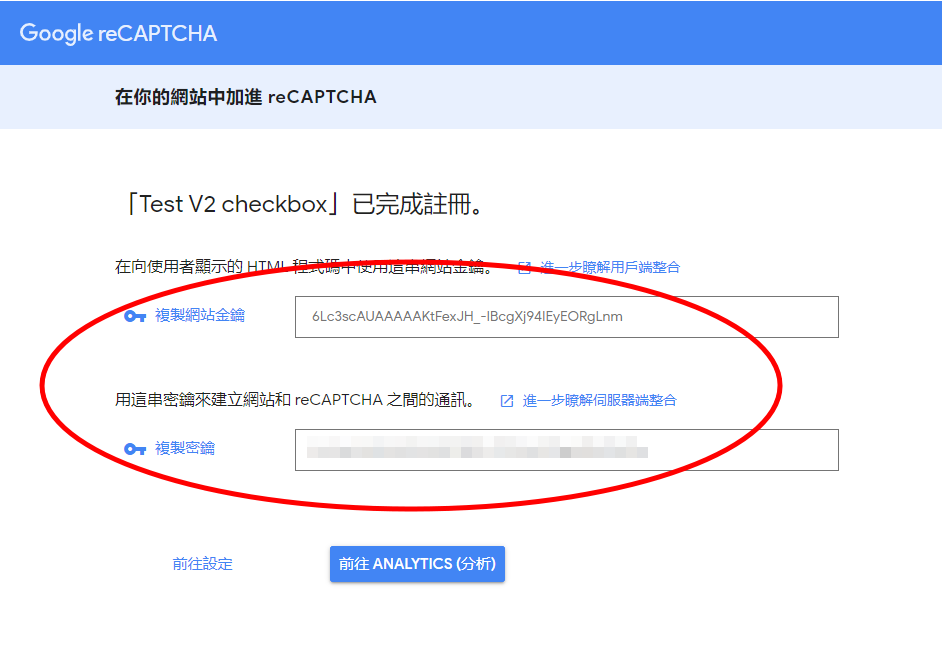 Google reCAPTCHA
在你的網站中加進 reCAPTCHA
「Test V2 checkbox」已完成註冊。
在向使用者顯示的 HTML 程式碼中使用這串網站金鑰。 進一步瞭解用戶端整合
複製網站金鑰 6Lc3scAUAAAAAKtFexJH_-IBcgXj94IEyEORgLnm
用這串密鑰來建立網站和 reCAPTCHA 之間的通訊。 進一步瞭解伺服器端整合
複製密鑰
前往設定 前往 ANALYTICS (分析)